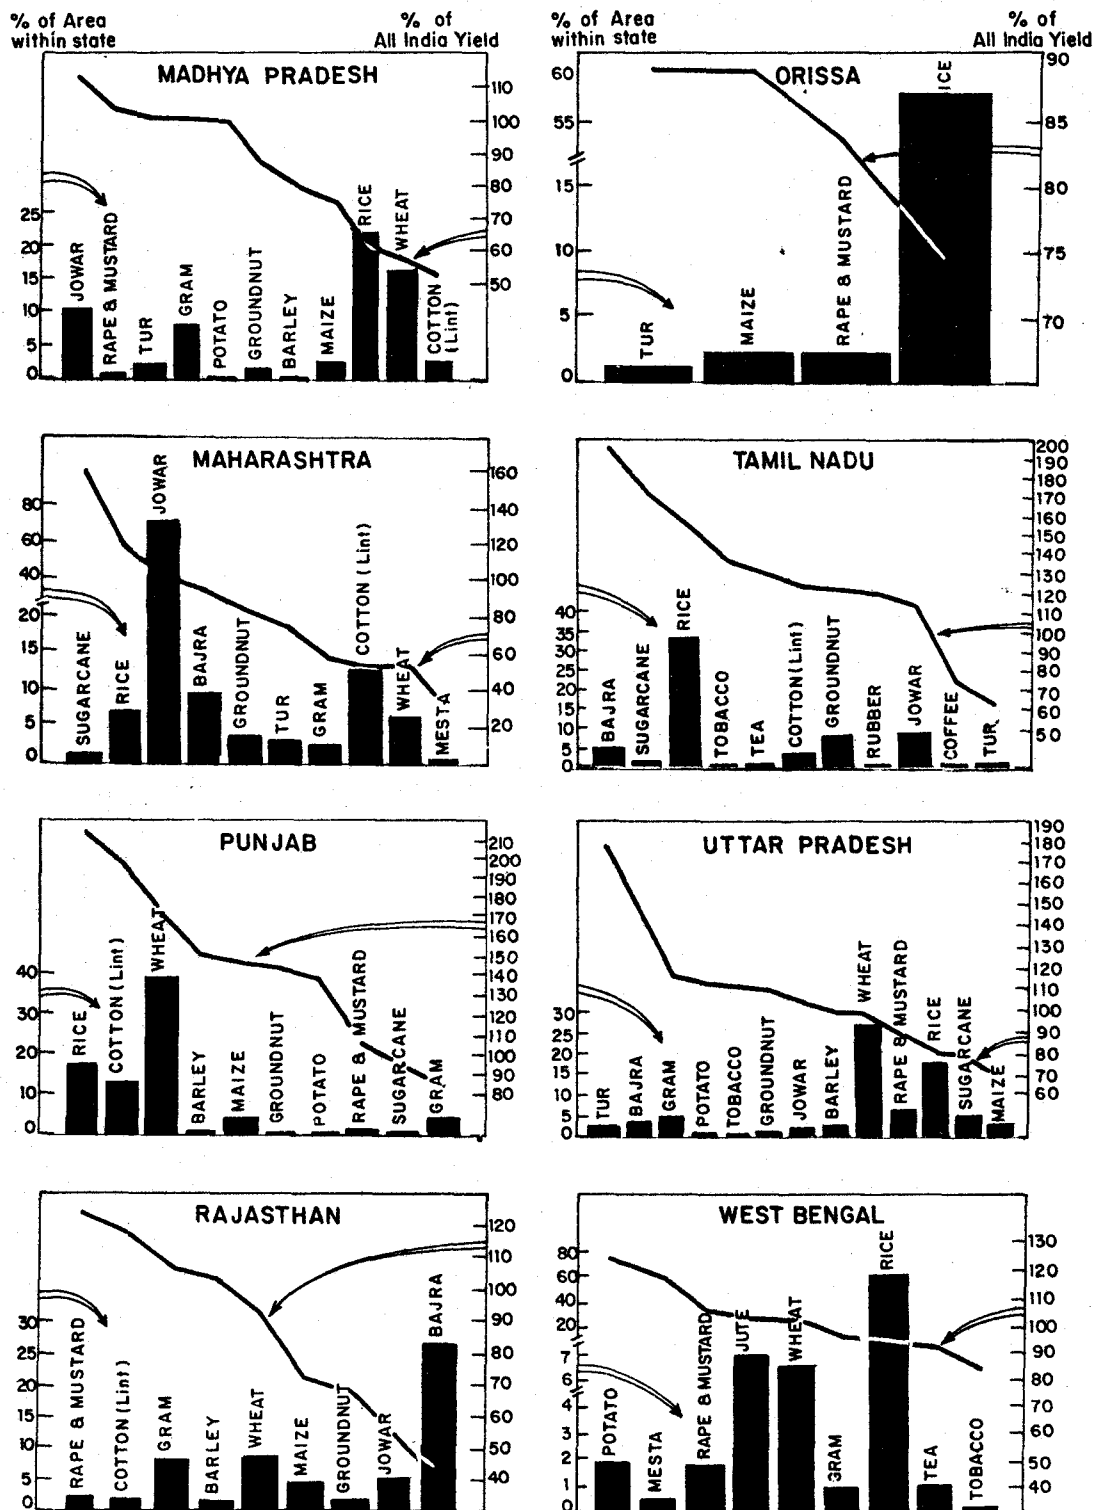 % of Area
within state
% of
All India Yield
% of Area
within state
% of
All India Yield
MADHYA PRADESH
110
100
90
80
70
60
50
25
20
15
10
5
0
JOWAR
RAPE & MUSTARD
TUR
GRAM
POTATO
GROUNDNUT
BARLEY
MAIZE
RICE
WHEAT
COTTON
(Lint)
ORISSA
60
55
15
10
5
0
90
85
80
75
70
TUR
MAIZE
RAPE & MUSTARD
RICE
MAHARASHTRA
80
60
40
20
15
10
5
0
160
140
120
100
80
60
40
20
SUGARCANE
RICE
JOWAR
BAJRA
GROUNDNUT
TUR
GRAM
COTTON (Lint)
WHEAT
MESTA
TAMIL NADU
40
35
30
25
20
15
10
5
0
200
190
180
170
160
150
140
130
120
110
100
90
80
70
60
50
BAJRA
SUGARCANE
RICE
TOBACCO
TEA
COTTON (Lint)
GROUNDNUT
RUBBER
JOWAR
COFFEE
TUR
PUNJAB
40
30
20
10
0
210
200
190
180
170
160
150
140
130
120
110
100
90
80
RICE
COTTON (Lint)
WHEAT
BARLEY
MAIZE
GROUNDNUT
POTATO
RAPE & MUSTARD
SUGARCANE
GRAM
UTTAR PRADESH
30
25
20
15
10
5
0
190
180
170
160
150
140
130
120
110
100
90
80
70
60
TUR
BAJRA
GRAM
POTATO
TOBACCO
GROUNDNUT
JOWAR
BARLEY
WHEAT
RAPE & MUSTARD
RICE
SUGARCANE
MAIZE
RAJASTHAN
30
25
20
15
10
5
0
120
110
100
90
80
70
60
50
40
RAPE & MUSTARD
COTTON (Lint)
GRAM
BARLEY
WHEAT
MAIZE
GROUNDNUT
JOWAR
BAJRA
WEST BENGAL
80
60
40
20
7
6
4
3
2
1
0
130
120
110
100
90
80
70
60
50
40
POTATO
MESTA
RAPE & MUSTARD
JUTE
WHEAT
GRAM
RICE
TEA
TOBACCO